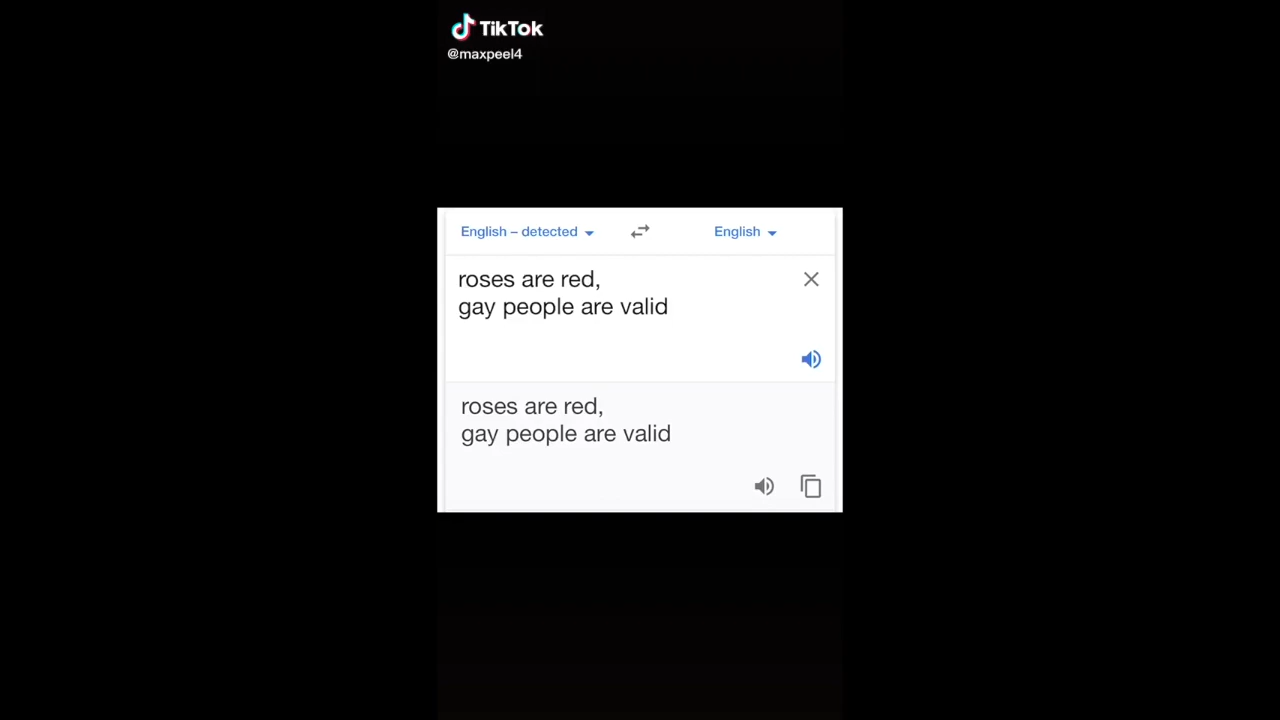 TikTok
@maxpeel4
English – detected
English
roses are red,
gay people are valid
roses are red,
gay people are valid